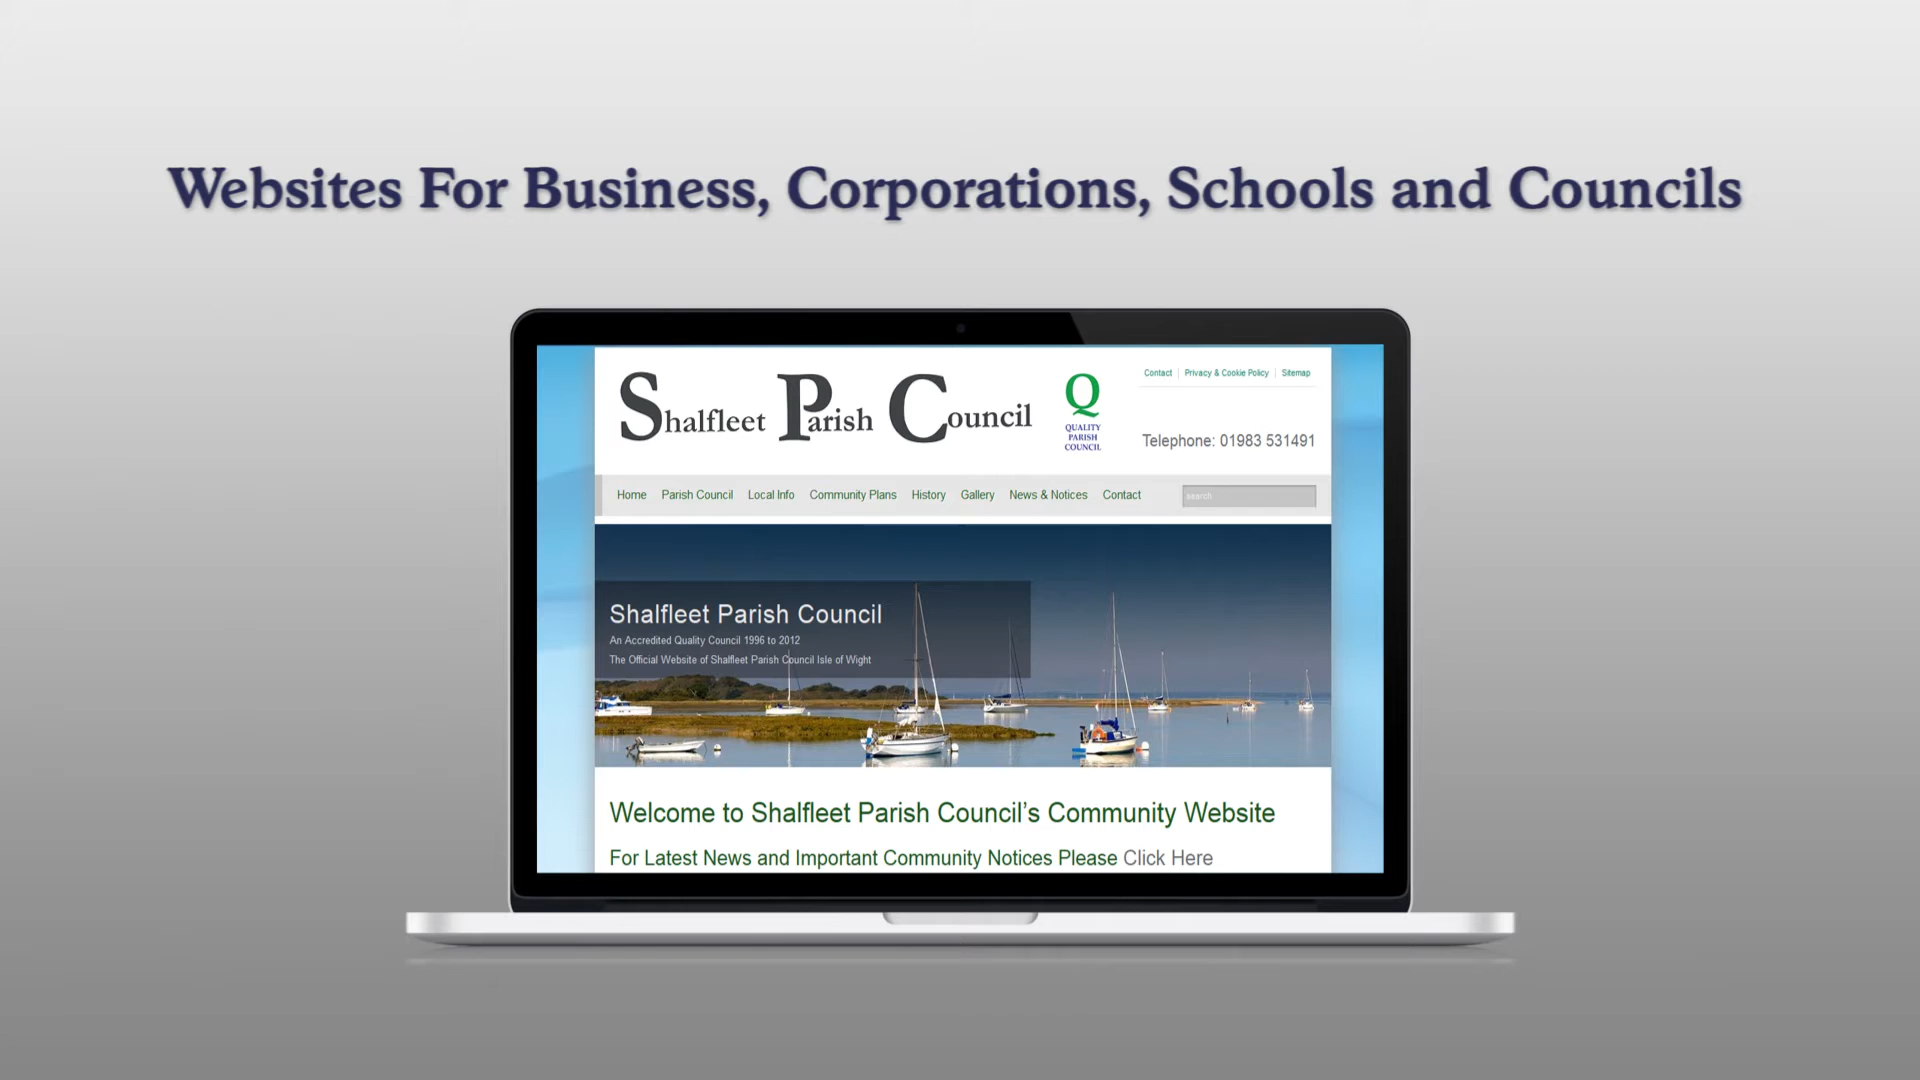 Websites For Business, Corporations, Schools and Councils
Shalfleet Parish Council
Q
QUALITY
PARISH
COUNCIL
Contact | Privacy & Cookie Policy | Sitemap
Telephone: 01983 531491
Home Parish Council Local Info Community Plans History Gallery News & Notices Contact
search
Shalfleet Parish Council
An Accredited Quality Council 1996 to 2012
The Official Website of Shalfleet Parish Council Isle of Wight
Welcome to Shalfleet Parish Council’s Community Website
For Latest News and Important Community Notices Please Click Here